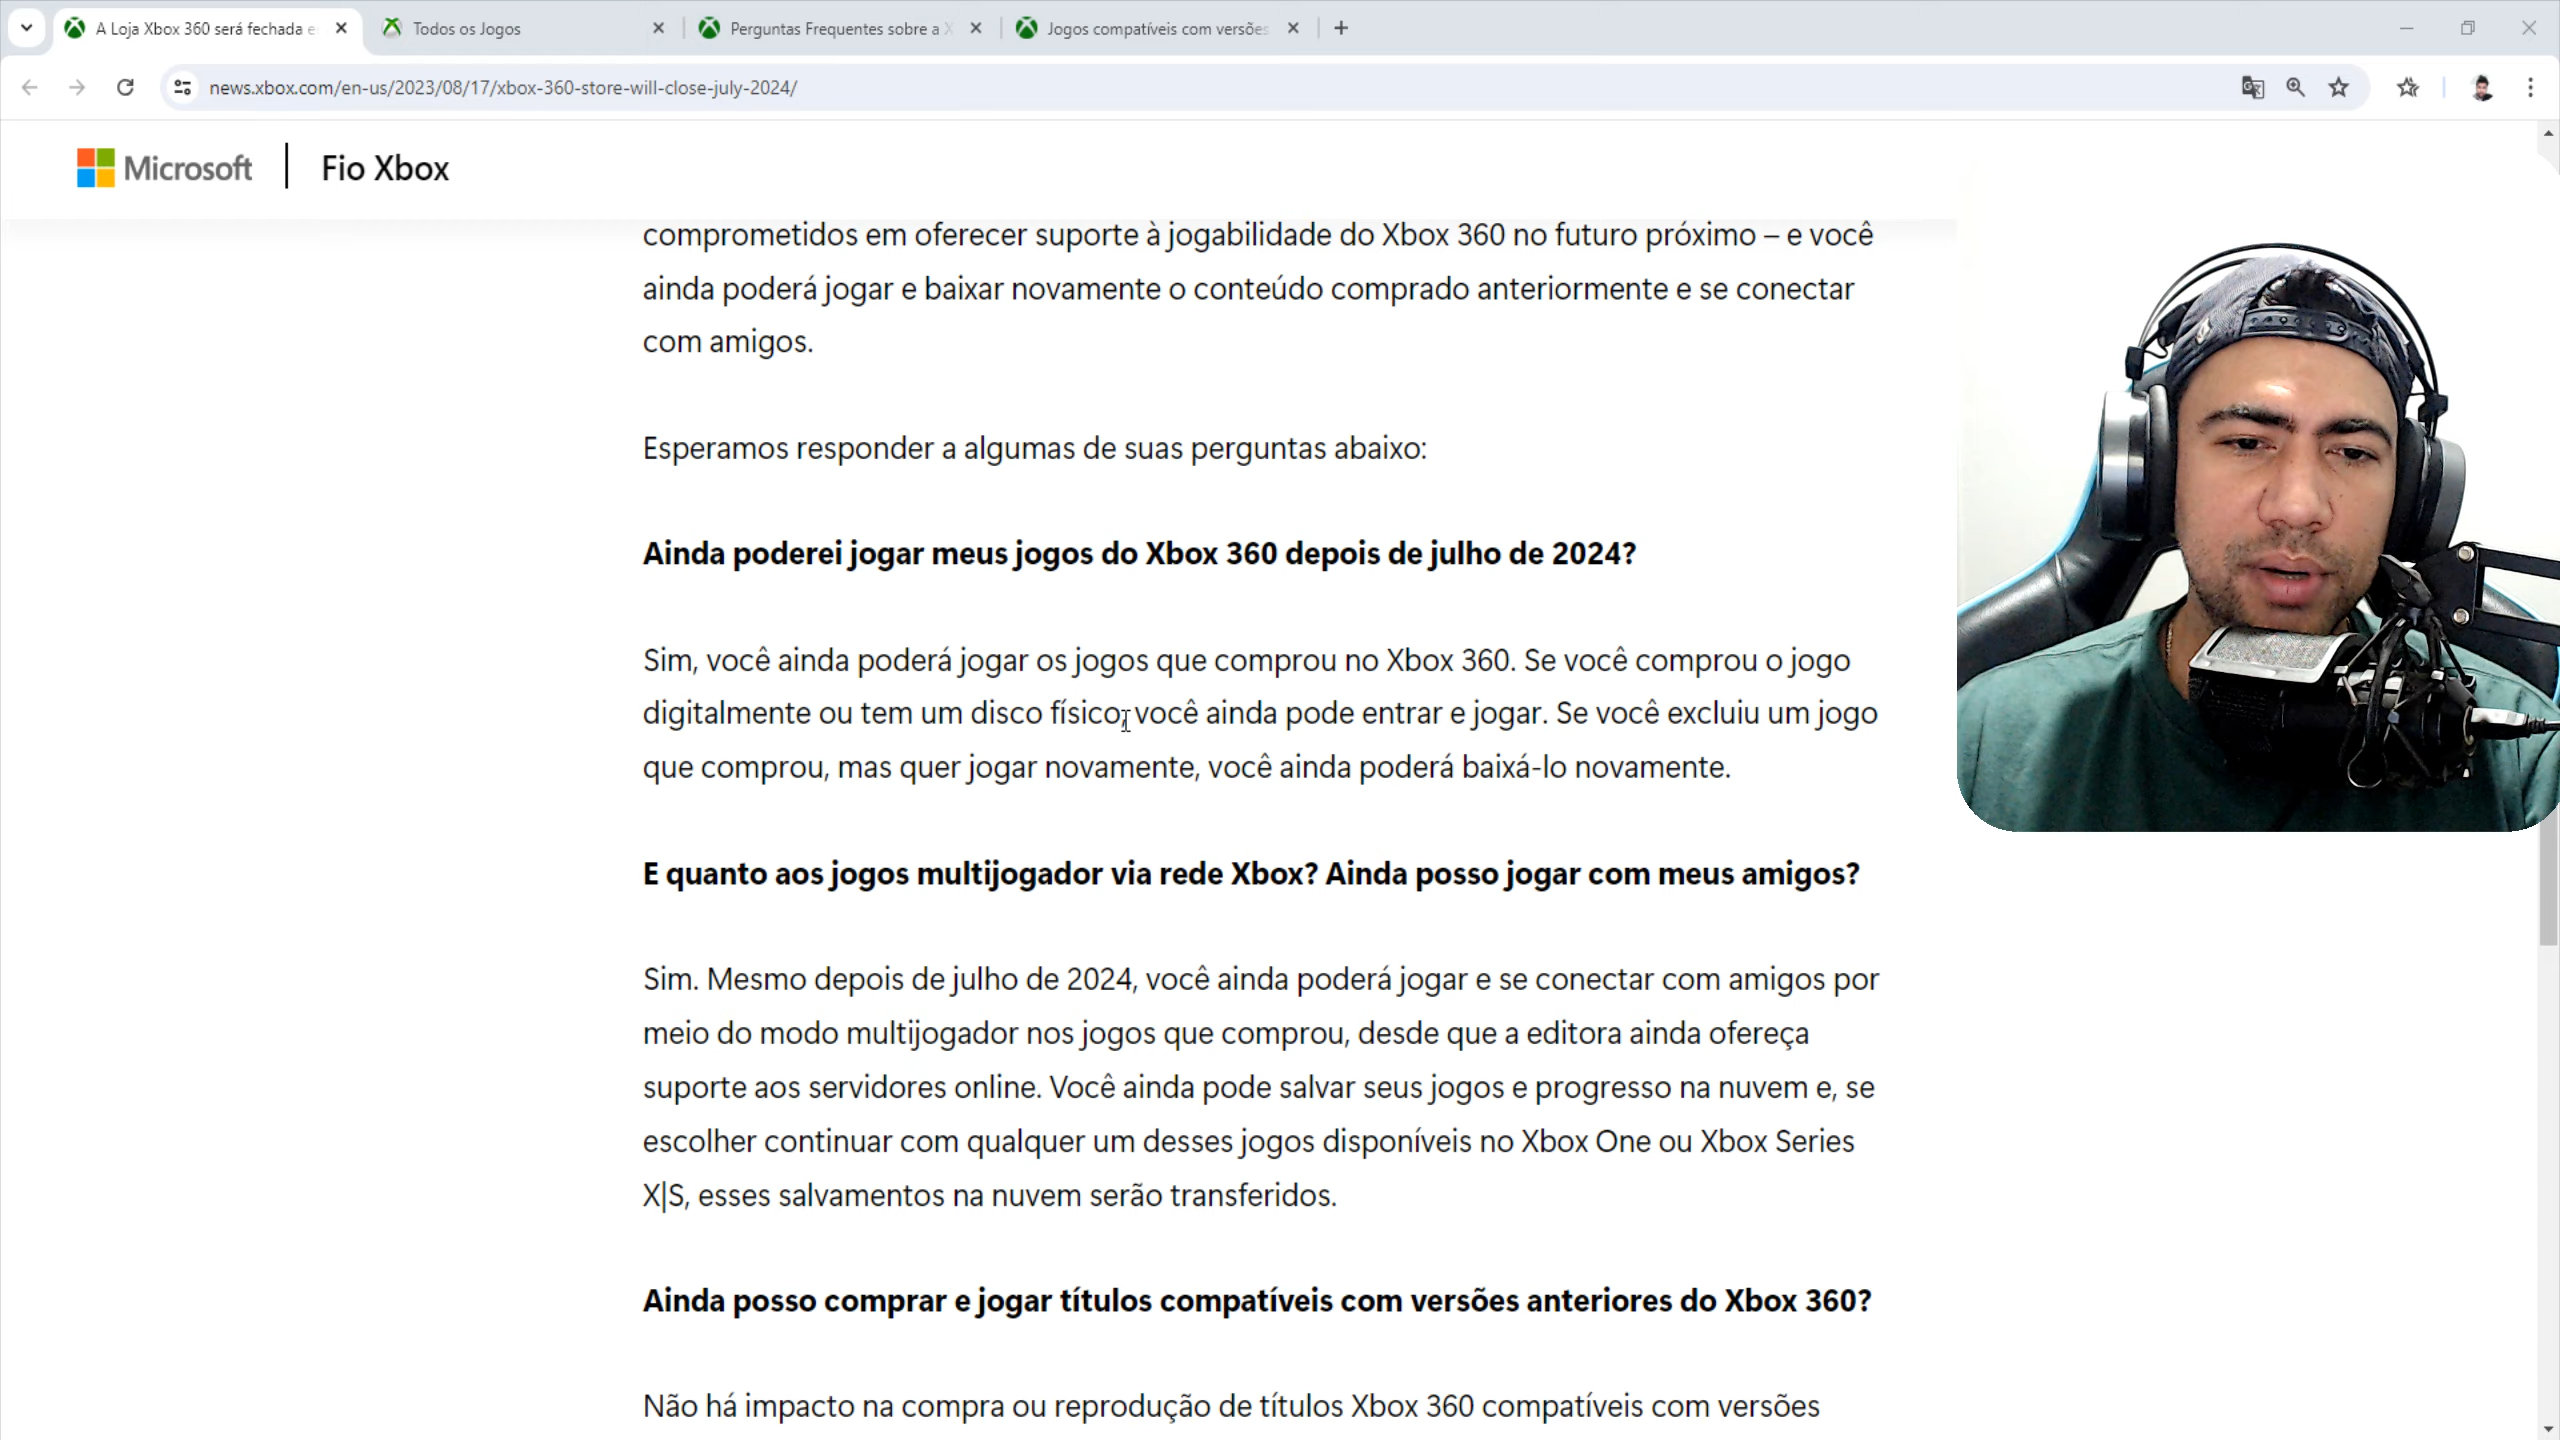 A Loja Xbox 360 será fechada e
Todos os Jogos
Perguntas Frequentes sobre a X
Jogos compatíveis com versões
news.xbox.com/en-us/2023/08/17/xbox-360-store-will-close-july-2024/
Microsoft
Fio Xbox
comprometidos em oferecer suporte à jogabilidade do Xbox 360 no futuro próximo – e você
ainda poderá jogar e baixar novamente o conteúdo comprado anteriormente e se conectar
com amigos.
Esperamos responder a algumas de suas perguntas abaixo:
Ainda poderei jogar meus jogos do Xbox 360 depois de julho de 2024?
Sim, você ainda poderá jogar os jogos que comprou no Xbox 360. Se você comprou o jogo
digitalmente ou tem um disco físico, você ainda pode entrar e jogar. Se você excluiu um jogo
que comprou, mas quer jogar novamente, você ainda poderá baixá-lo novamente.
E quanto aos jogos multijogador via rede Xbox? Ainda posso jogar com meus amigos?
Sim. Mesmo depois de julho de 2024, você ainda poderá jogar e se conectar com amigos por
meio do modo multijogador nos jogos que comprou, desde que a editora ainda ofereça
suporte aos servidores online. Você ainda pode salvar seus jogos e progresso na nuvem e, se
escolher continuar com qualquer um desses jogos disponíveis no Xbox One ou Xbox Series
X|S, esses salvamentos na nuvem serão transferidos.
Ainda posso comprar e jogar títulos compatíveis com versões anteriores do Xbox 360?
Não há impacto na compra ou reprodução de títulos Xbox 360 compatíveis com versões